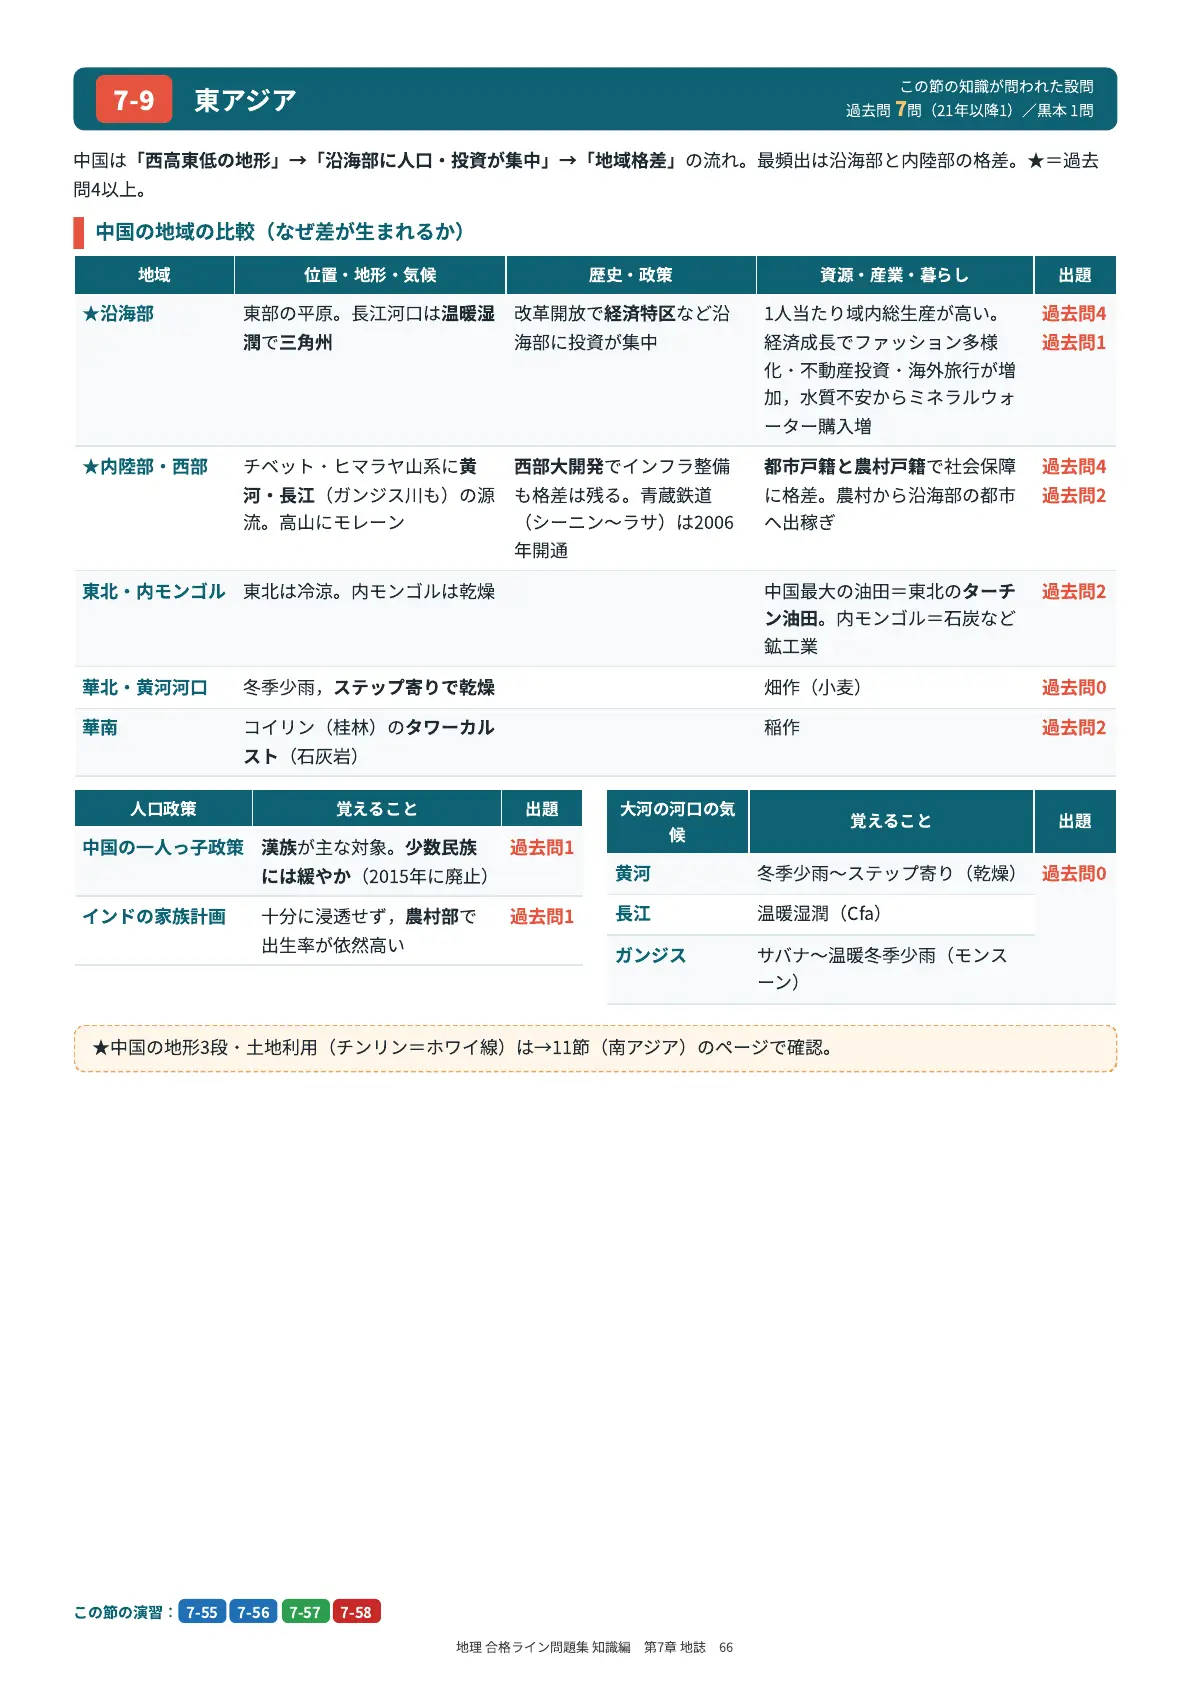 7-9 東アジア
この節の知識が問われた設問
過去問 7問（21年以降1）／黒本 1問
中国は「西高東低の地形」→「沿海部に人口・投資が集中」→「地域格差」の流れ。最頻出は沿海部と内陸部の格差。★＝過去
問4以上。
中国の地域の比較（なぜ差が生まれるか）
地域 位置・地形・気候 歴史・政策 資源・産業・暮らし 出題
★沿海部 東部の平原。長江河口は温暖湿 改革開放で経済特区など沿 1人当たり域内総生産が高い。 過去問4
潤で三角州 海部に投資が集中 経済成長でファッション多様 過去問1
化・不動産投資・海外旅行が増
加，水質不安からミネラルウォ
ーター購入増
★内陸部・西部 チベット・ヒマラヤ山系に黄 西部大開発でインフラ整備 都市戸籍と農村戸籍で社会保障 過去問4
河・長江（ガンジス川も）の源 も格差は残る。青蔵鉄道 に格差。農村から沿海部の都市 過去問2
流。高山にモレーン （シーニン〜ラサ）は2006 へ出稼ぎ
年開通
東北・内モンゴル 東北は冷涼。内モンゴルは乾燥 中国最大の油田＝東北のターチ 過去問2
ン油田。内モンゴル＝石炭など
鉱工業
華北・黄河河口 冬季少雨，ステップ寄りで乾燥 畑作（小麦） 過去問0
華南 コイリン（桂林）のタワーカル 稲作 過去問2
スト（石灰岩）
人口政策 覚えること 出題
中国の一人っ子政策 漢族が主な対象。少数民族 過去問1
には緩やか（2015年に廃止）
インドの家族計画 十分に浸透せず，農村部で 過去問1
出生率が依然高い
大河の河口の気 覚えること 出題
候
黄河 冬季少雨〜ステップ寄り（乾燥） 過去問0
長江 温暖湿潤（Cfa）
ガンジス サバナ〜温暖冬季少雨（モンス
ーン）
★中国の地形3段・土地利用（チンリン＝ホワイ線）は→11節（南アジア）のページで確認。
この節の演習： 7-55 7-56 7-57 7-58
地理 合格ライン問題集 知識編 第7章 地誌 66